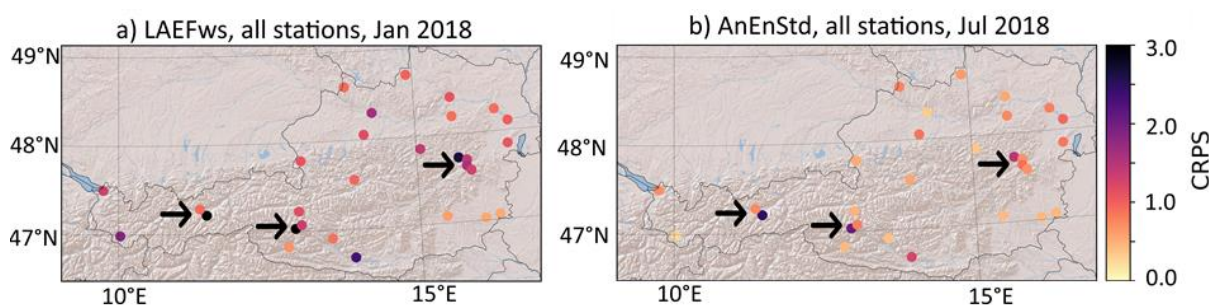 a) LAEFws, all stations, Jan 2018
b) AnEnStd, all stations, Jul 2018
49°N
48°N
47°N
10°E
15°E
49°N
48°N
47°N
10°E
15°E
3.0
2.0
1.0
0.0
CRPS